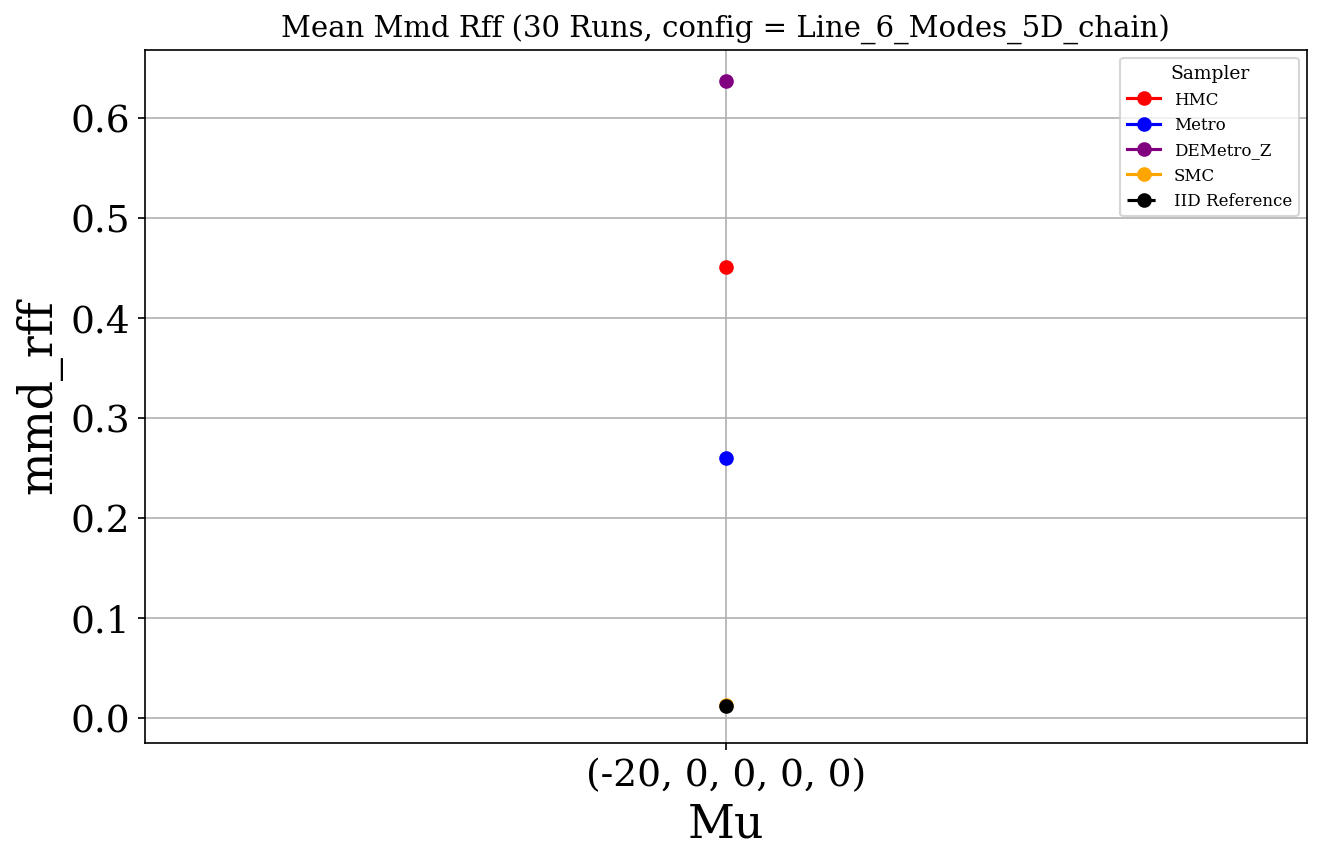 Mean Mmd Rff (30 Runs, config = Line_6_Modes_5D_chain)
Sampler
HMC
Metro
DEMetro_Z
SMC
IID Reference
mmd_rff
0.6
0.5
0.4
0.3
0.2
0.1
0.0
(-20, 0, 0, 0, 0)
Mu